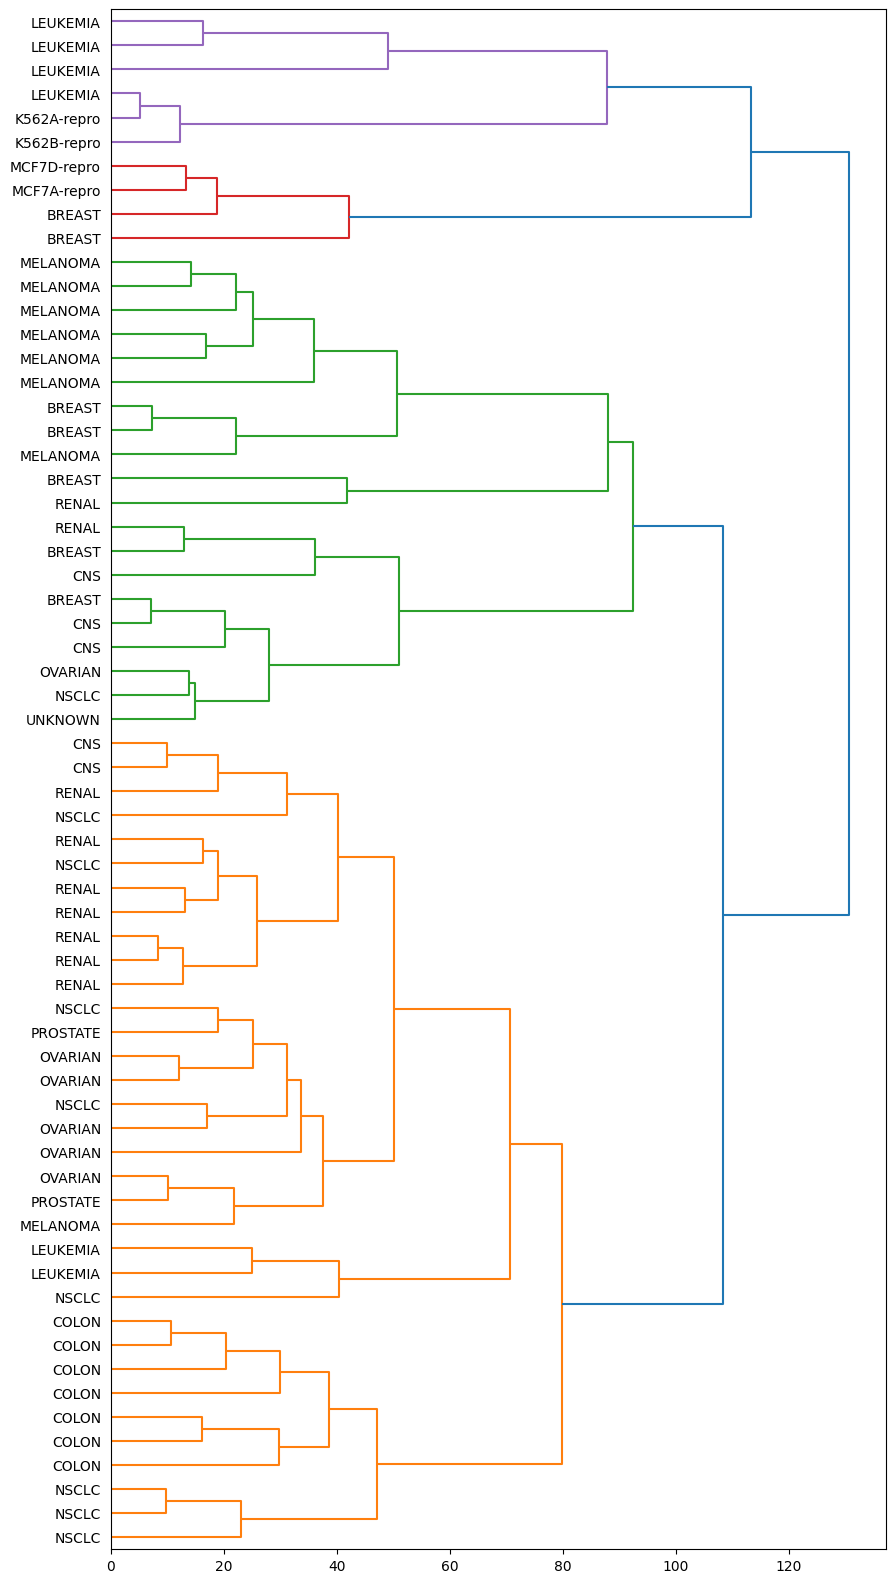 LEUKEMIA
LEUKEMIA
LEUKEMIA
LEUKEMIA
K562A-repro
K562B-repro
MCF7D-repro
MCF7A-repro
BREAST
BREAST
MELANOMA
MELANOMA
MELANOMA
MELANOMA
MELANOMA
MELANOMA
BREAST
BREAST
MELANOMA
BREAST
RENAL
RENAL
BREAST
CNS
BREAST
CNS
CNS
OVARIAN
NSCLC
UNKNOWN
CNS
CNS
RENAL
NSCLC
RENAL
NSCLC
RENAL
RENAL
RENAL
RENAL
RENAL
NSCLC
PROSTATE
OVARIAN
OVARIAN
NSCLC
OVARIAN
OVARIAN
OVARIAN
PROSTATE
MELANOMA
LEUKEMIA
LEUKEMIA
NSCLC
COLON
COLON
COLON
COLON
COLON
COLON
COLON
NSCLC
NSCLC
NSCLC
0 20 40 60 80 100 120